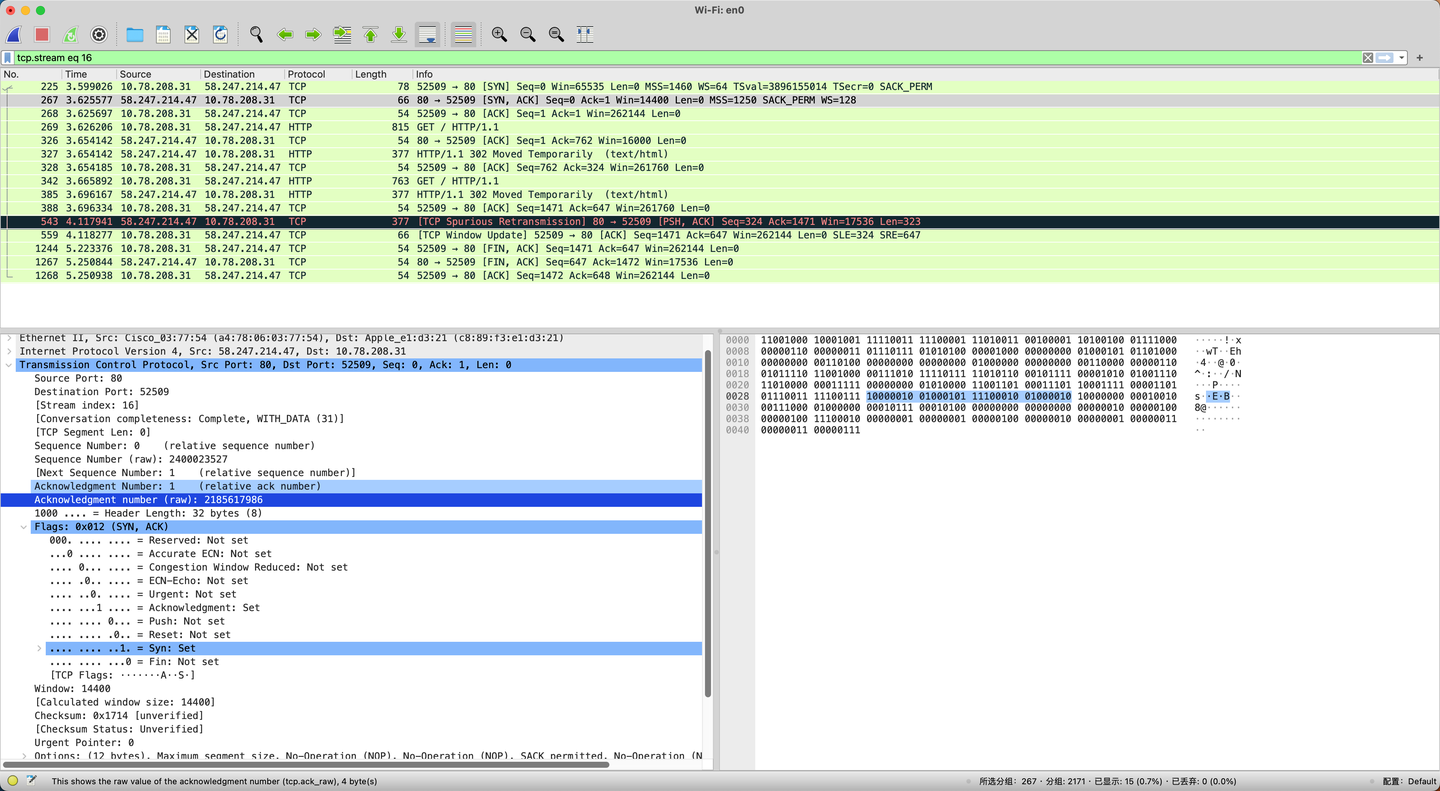 Wi-Fi: en0
tcp.stream eq 16
No. Time Source Destination Protocol Length Info
225 3.599026 10.78.208.31 58.247.214.47 TCP 78 52509 → 80 [SYN] Seq=0 Win=65535 Len=0 MSS=1460 WS=64 TSval=3896155014 TSecr=0 SACK_PERM
267 3.625577 58.247.214.47 10.78.208.31 TCP 66 80 → 52509 [SYN, ACK] Seq=0 Ack=1 Win=14400 Len=0 MSS=1250 SACK_PERM WS=128
268 3.625697 10.78.208.31 58.247.214.47 TCP 54 52509 → 80 [ACK] Seq=1 Ack=1 Win=262144 Len=0
269 3.626206 10.78.208.31 58.247.214.47 HTTP 815 GET / HTTP/1.1
326 3.654142 58.247.214.47 10.78.208.31 TCP 54 80 → 52509 [ACK] Seq=1 Ack=762 Win=16000 Len=0
327 3.654142 58.247.214.47 10.78.208.31 HTTP 377 HTTP/1.1 302 Moved Temporarily (text/html)
328 3.654185 10.78.208.31 58.247.214.47 TCP 54 52509 → 80 [ACK] Seq=762 Ack=324 Win=261760 Len=0
342 3.665892 10.78.208.31 58.247.214.47 HTTP 763 GET / HTTP/1.1
385 3.696167 58.247.214.47 10.78.208.31 HTTP 377 HTTP/1.1 302 Moved Temporarily (text/html)
388 3.696334 10.78.208.31 58.247.214.47 TCP 54 52509 → 80 [ACK] Seq=1471 Ack=647 Win=261760 Len=0
543 4.117941 58.247.214.47 10.78.208.31 TCP 377 [TCP Spurious Retransmission] 80 → 52509 [PSH, ACK] Seq=324 Ack=1471 Win=17536 Len=323
559 4.118277 10.78.208.31 58.247.214.47 TCP 66 [TCP Window Update] 52509 → 80 [ACK] Seq=1471 Ack=647 Win=262144 Len=0 SLE=324 SRE=647
1244 5.223376 10.78.208.31 58.247.214.47 TCP 54 52509 → 80 [FIN, ACK] Seq=1471 Ack=647 Win=262144 Len=0
1267 5.250844 58.247.214.47 10.78.208.31 TCP 54 80 → 52509 [FIN, ACK] Seq=647 Ack=1472 Win=17536 Len=0
1268 5.250938 10.78.208.31 58.247.214.47 TCP 54 52509 → 80 [ACK] Seq=1472 Ack=648 Win=262144 Len=0
Ethernet II, Src: Cisco_03:77:54 (a4:78:06:03:77:54), Dst: Apple_e1:d3:21 (c8:89:f3:e1:d3:21)
Internet Protocol Version 4, Src: 58.247.214.47, Dst: 10.78.208.31
Transmission Control Protocol, Src Port: 80, Dst Port: 52509, Seq: 0, Ack: 1, Len: 0
Source Port: 80
Destination Port: 52509
[Stream index: 16]
[Conversation completeness: Complete, WITH_DATA (31)]
[TCP Segment Len: 0]
Sequence Number: 0 (relative sequence number)
Sequence Number (raw): 2400023527
[Next Sequence Number: 1 (relative sequence number)]
Acknowledgment Number: 1 (relative ack number)
Acknowledgment number (raw): 2185617986
1000 .... = Header Length: 32 bytes (8)
Flags: 0x012 (SYN, ACK)
000. .... .... = Reserved: Not set
...0 .... .... = Accurate ECN: Not set
.... 0... .... = Congestion Window Reduced: Not set
.... .0.. .... = ECN-Echo: Not set
.... ..0. .... = Urgent: Not set
.... ...1 .... = Acknowledgment: Set
.... .... 0... = Push: Not set
.... .... .0.. = Reset: Not set
.... .... ..1. = Syn: Set
.... .... ...0 = Fin: Not set
[TCP Flags: ·······A··S·]
Window: 14400
[Calculated window size: 14400]
Checksum: 0x1714 [unverified]
[Checksum Status: Unverified]
Urgent Pointer: 0
Options: (12 bytes), Maximum segment size, No-Operation (NOP), No-Operation (NOP), SACK permitted, No-Operation (N
0000 11001000 10001001 11110011 11100001 11010011 00100001 10100100 01111000 ·····!·x
0008 00000110 00000011 01110111 01010100 00001000 00000000 01000101 01101000 ··wT··Eh
0010 00000000 00110100 00000000 00000000 01000000 00000000 00110000 00000110 ·4··@·0·
0018 01011110 11001000 00111010 11110111 11010110 00101111 00001010 01001110 ^·:··/·N
0020 11010000 00011111 00000000 01010000 11001101 00011101 10001111 00001101 ···P····
0028 01110011 11100111 10000010 01000101 11100010 01000010 10000000 00010010 s··E·B··
0030 00111000 01000000 00010111 00010100 00000000 00000000 00000010 00000100 8@······
0038 00000100 11100010 00000001 00000001 00000100 00000010 00000001 00000011 ········
0040 00000011 00000111 ··
This shows the raw value of the acknowledgment number (tcp.ack_raw), 4 byte(s)
所选分组: 267 · 分组: 2171 · 已显示: 15 (0.7%) · 已丢弃: 0 (0.0%)
配置: Default